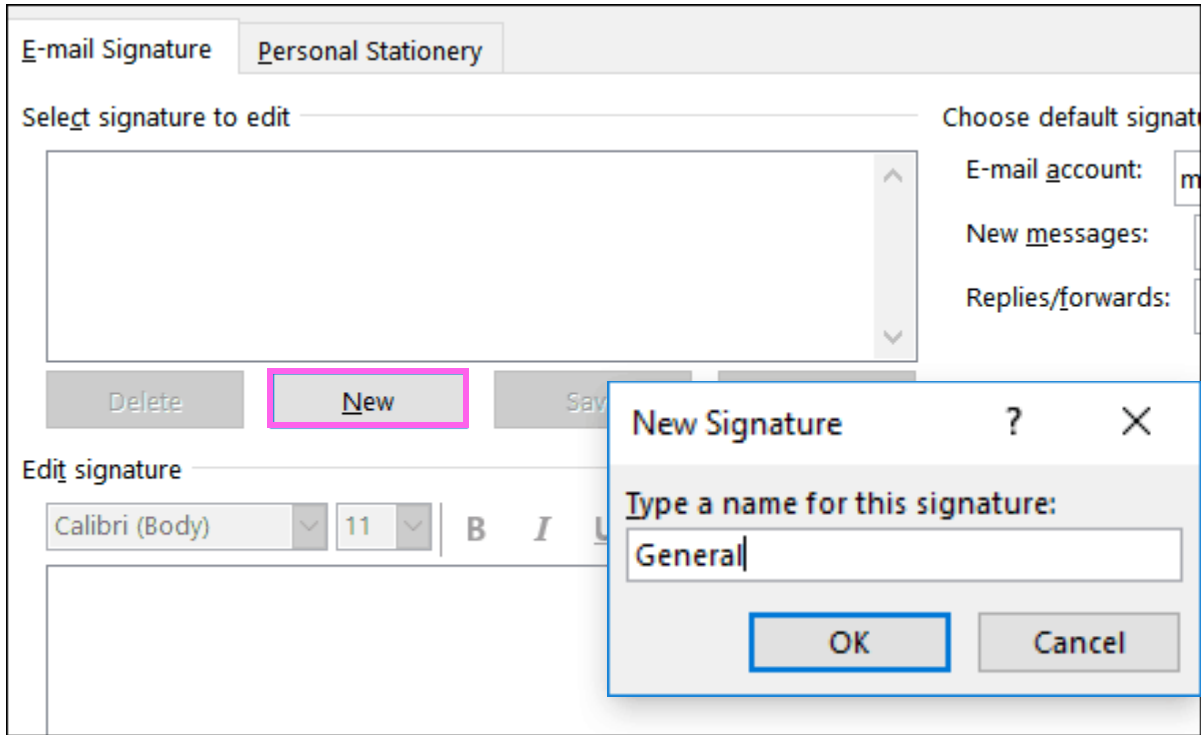 E-mail Signature
Personal Stationery
Select signature to edit
Choose default
E-mail account:
New messages:
Replies/forwards:
Delete
New
Edit signature
Calibri (Body)
11
B
I
U
New Signature
?
Type a name for this signature:
General
OK
Cancel